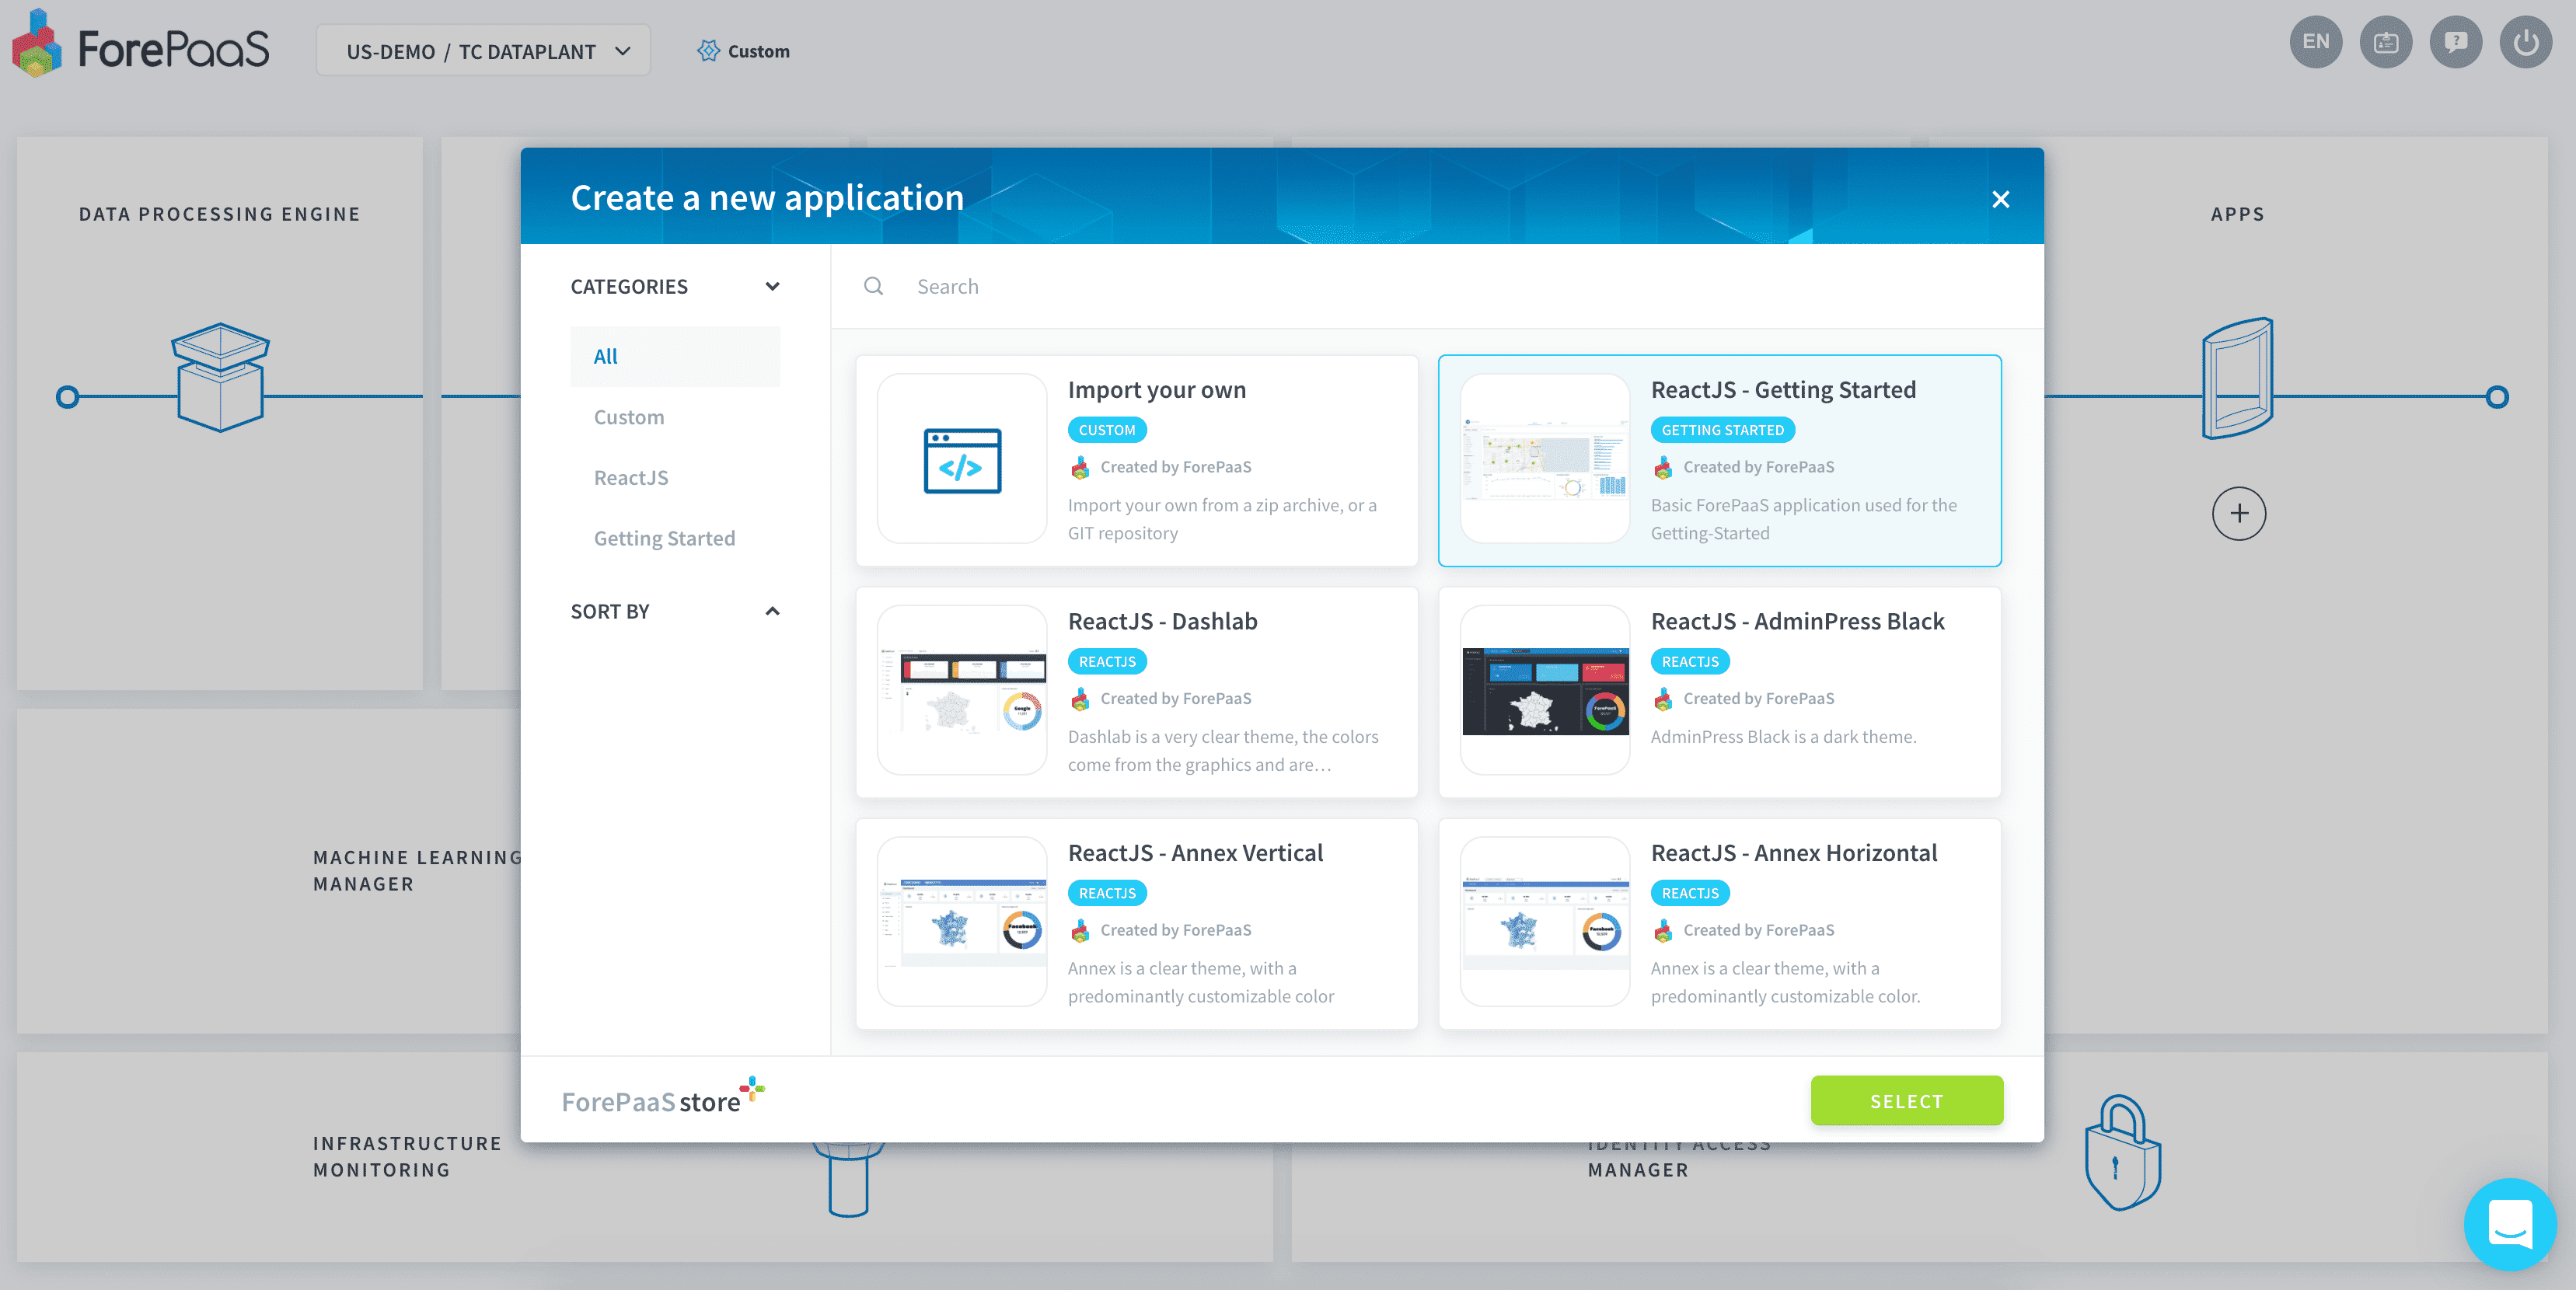 ForePaaS
US-DEMO / TC DATAPLANT
Custom
EN
DATA PROCESSING ENGINE
APPS
MACHINE LEARNING
MANAGER
INFRASTRUCTURE
MONITORING
IDENTITY ACCESS
MANAGER
Create a new application
CATEGORIES
All
Custom
ReactJS
Getting Started
SORT BY
Search
Import your own
CUSTOM
Created by ForePaaS
Import your own from a zip archive, or a
GIT repository
ReactJS - Getting Started
GETTING STARTED
Created by ForePaaS
Basic ForePaaS application used for the
Getting-Started
ReactJS - Dashlab
REACTJS
Created by ForePaaS
Dashlab is a very clear theme, the colors
come from the graphics and are…
Google
ReactJS - AdminPress Black
REACTJS
Created by ForePaaS
AdminPress Black is a dark theme.
ForePaaS
ReactJS - Annex Vertical
REACTJS
Created by ForePaaS
Annex is a clear theme, with a
predominantly customizable color
Facebook
ReactJS - Annex Horizontal
REACTJS
Created by ForePaaS
Annex is a clear theme, with a
predominantly customizable color.
Facebook
ForePaaS store
SELECT